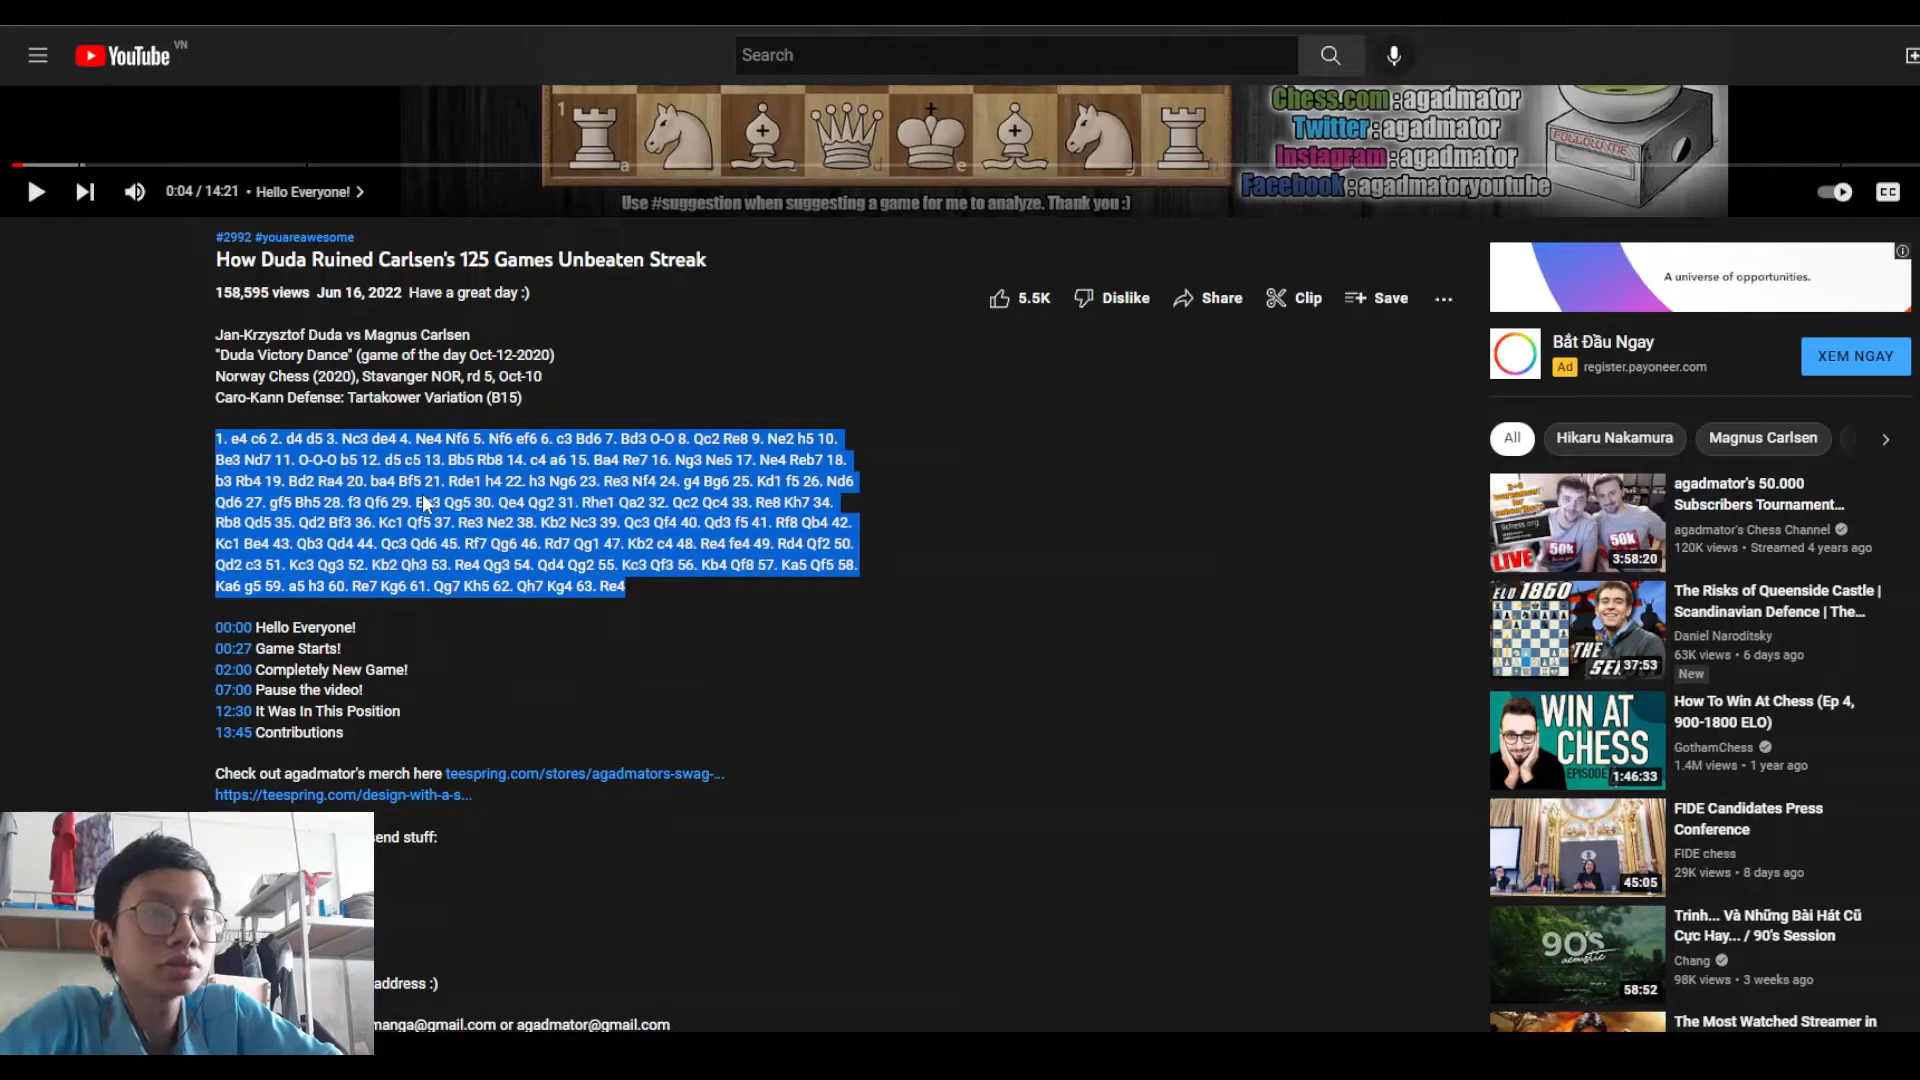 YouTube VN
Search
1
a
d
e
Chess.com:agadmator
Twitter:agadmator
Instagram:agadmator
Facebook:agadmatoryoutube
FOLLOW ME
Use #suggestion when suggesting a game for me to analyze. Thank you :)
0:04 / 14:21 • Hello Everyone!
CC
#2992 #youareawesome
How Duda Ruined Carlsen's 125 Games Unbeaten Streak
158,595 views Jun 16, 2022 Have a great day :)
5.5K Dislike Share Clip Save
Jan-Krzysztof Duda vs Magnus Carlsen
"Duda Victory Dance" (game of the day Oct-12-2020)
Norway Chess (2020), Stavanger NOR, rd 5, Oct-10
Caro-Kann Defense: Tartakower Variation (B15)
1. e4 c6 2. d4 d5 3. Nc3 de4 4. Ne4 Nf6 5. Nf6 ef6 6. c3 Bd6 7. Bd3 O-O 8. Qc2 Re8 9. Ne2 h5 10.
Be3 Nd7 11. O-O-O b5 12. d5 c5 13. Bb5 Rb8 14. c4 a6 15. Ba4 Re7 16. Ng3 Ne5 17. Ne4 Reb7 18.
b3 Rb4 19. Bd2 Ra4 20. ba4 Bf5 21. Rde1 h4 22. h3 Ng6 23. Re3 Nf4 24. g4 Bg6 25. Kd1 f5 26. Nd6
Qd6 27. gf5 Bh5 28. f3 Qf6 29. Qg5 30. Qe4 Qg2 31. Rhe1 Qa2 32. Qc2 Qc4 33. Re8 Kh7 34.
Rb8 Qd5 35. Qd2 Bf3 36. Kc1 Qf5 37. Re3 Ne2 38. Kb2 Nc3 39. Qc3 Qf4 40. Qd3 f5 41. Rf8 Qb4 42.
Kc1 Be4 43. Qb3 Qd4 44. Qc3 Qd6 45. Rf7 Qg6 46. Rd7 Qg1 47. Kb2 c4 48. Re4 fe4 49. Rd4 Qf2 50.
Qd2 c3 51. Kc3 Qg3 52. Kb2 Qh3 53. Re4 Qg3 54. Qd4 Qg2 55. Kc3 Qf3 56. Kb4 Qf8 57. Ka5 Qf5 58.
Ka6 g5 59. a5 h3 60. Re7 Kg6 61. Qg7 Kh5 62. Qh7 Kg4 63. Re4
00:00 Hello Everyone!
00:27 Game Starts!
02:00 Completely New Game!
07:00 Pause the video!
12:30 It Was In This Position
13:45 Contributions
Check out agadmator's merch here teespring.com/stores/agadmators-swag-...
https://teespring.com/design-with-a-s...
end stuff:
address :)
manga@gmail.com or agadmator@gmail.com
A universe of opportunities.
Bắt Đầu Ngay
Ad register.payoneer.com
XEM NGAY
All Hikaru Nakamura Magnus Carlsen
lichess.org
50k
50k
LIVE
3:58:20
agadmator's 50.000
Subscribers Tournament...
agadmator's Chess Channel
120K views • Streamed 4 years ago
ELO 1860
THE
37:53
The Risks of Queenside Castle |
Scandinavian Defence | The...
Daniel Naroditsky
63K views • 6 days ago
New
WIN AT
CHESS
EPISODE
1:46:33
How To Win At Chess (Ep 4,
900-1800 ELO)
GothamChess
1.4M views • 1 year ago
45:05
FIDE Candidates Press
Conference
FIDE chess
29K views • 8 days ago
90'S
acoustic
58:52
Trinh... Và Những Bài Hát Cũ
Cực Hay... / 90's Session
Chang
98K views • 3 weeks ago
The Most Watched Streamer in